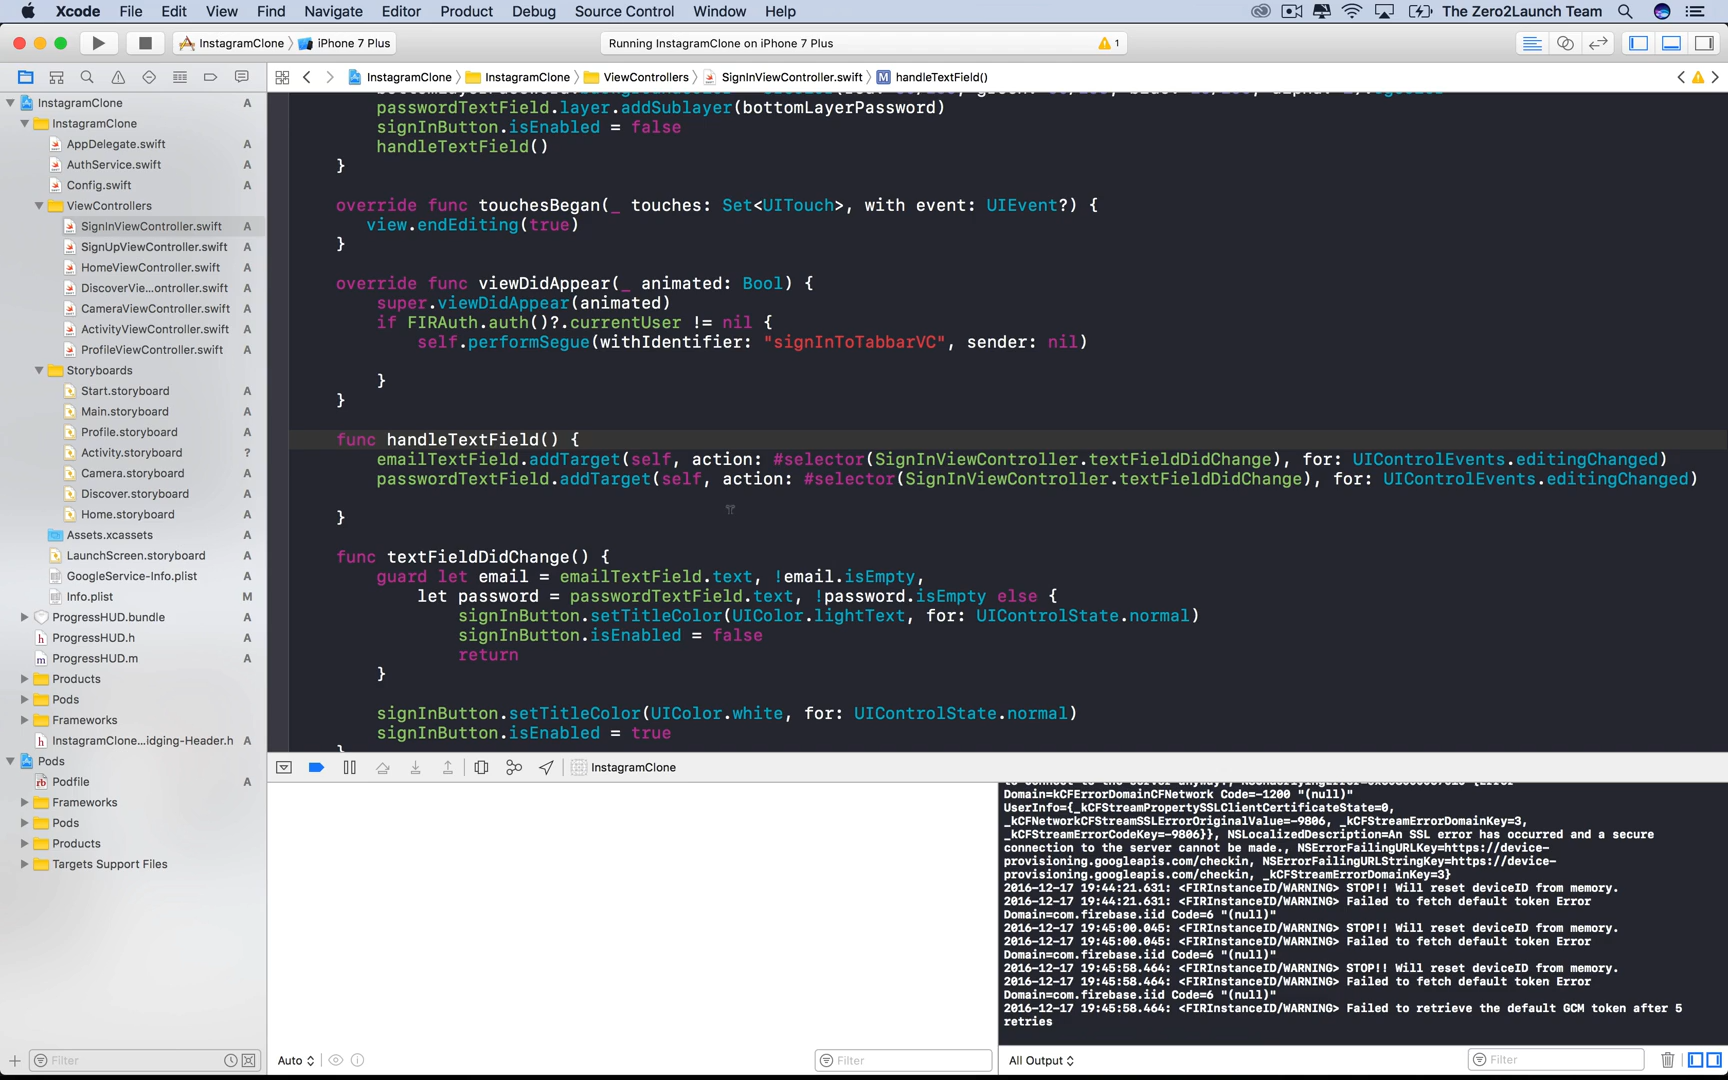 Xcode File Edit View Find Navigate Editor Product Debug Source Control Window Help The Zero2Launch Team
InstagramClone iPhone 7 Plus Running InstagramClone on iPhone 7 Plus 1
InstagramClone InstagramClone ViewControllers SignInViewController.swift M handleTextField()
InstagramClone A
InstagramClone
AppDelegate.swift A
AuthService.swift A
Config.swift A
ViewControllers
SignInViewController.swift A
SignUpViewController.swift A
HomeViewController.swift A
DiscoverVie...ontroller.swift A
CameraViewController.swift A
ActivityViewController.swift A
ProfileViewController.swift A
Storyboards
Start.storyboard A
Main.storyboard A
Profile.storyboard A
Activity.storyboard ?
Camera.storyboard A
Discover.storyboard A
Home.storyboard A
Assets.xcassets A
LaunchScreen.storyboard A
GoogleService-Info.plist A
Info.plist M
ProgressHUD.bundle A
h ProgressHUD.h A
m ProgressHUD.m A
Products
Pods
Frameworks
h InstagramClone...idging-Header.h A
Pods
rb Podfile A
Frameworks
Pods
Products
Targets Support Files
Filter
passwordTextField.layer.addSublayer(bottomLayerPassword)
signInButton.isEnabled = false
handleTextField()
}
override func touchesBegan(_ touches: Set<UITouch>, with event: UIEvent?) {
view.endEditing(true)
}
override func viewDidAppear(_ animated: Bool) {
super.viewDidAppear(animated)
if FIRAuth.auth()?.currentUser != nil {
self.performSegue(withIdentifier: "signInToTabbarVC", sender: nil)
}
}
func handleTextField() {
emailTextField.addTarget(self, action: #selector(SignInViewController.textFieldDidChange), for: UIControlEvents.editingChanged)
passwordTextField.addTarget(self, action: #selector(SignInViewController.textFieldDidChange), for: UIControlEvents.editingChanged)
}
func textFieldDidChange() {
guard let email = emailTextField.text, !email.isEmpty,
let password = passwordTextField.text, !password.isEmpty else {
signInButton.setTitleColor(UIColor.lightText, for: UIControlState.normal)
signInButton.isEnabled = false
return
}
signInButton.setTitleColor(UIColor.white, for: UIControlState.normal)
signInButton.isEnabled = true
InstagramClone
Domain=kCFErrorDomainCFNetwork Code=-1200 "(null)"
UserInfo={_kCFStreamPropertySSLClientCertificateState=0,
_kCFNetworkCFStreamSSLErrorOriginalValue=-9806, _kCFStreamErrorDomainKey=3,
_kCFStreamErrorCodeKey=-9806}}, NSLocalizedDescription=An SSL error has occurred and a secure
connection to the server cannot be made., NSErrorFailingURLKey=https://device-
provisioning.googleapis.com/checkin, NSErrorFailingURLStringKey=https://device-
provisioning.googleapis.com/checkin, _kCFStreamErrorDomainKey=3}
2016-12-17 19:44:21.631: <FIRInstanceID/WARNING> STOP!! Will reset deviceID from memory.
2016-12-17 19:44:21.631: <FIRInstanceID/WARNING> Failed to fetch default token Error
Domain=com.firebase.iid Code=6 "(null)"
2016-12-17 19:45:00.045: <FIRInstanceID/WARNING> STOP!! Will reset deviceID from memory.
2016-12-17 19:45:00.045: <FIRInstanceID/WARNING> Failed to fetch default token Error
Domain=com.firebase.iid Code=6 "(null)"
2016-12-17 19:45:58.464: <FIRInstanceID/WARNING> STOP!! Will reset deviceID from memory.
2016-12-17 19:45:58.464: <FIRInstanceID/WARNING> Failed to fetch default token Error
Domain=com.firebase.iid Code=6 "(null)"
2016-12-17 19:45:58.464: <FIRInstanceID/WARNING> Failed to retrieve the default GCM token after 5
retries
Auto Filter All Output Filter